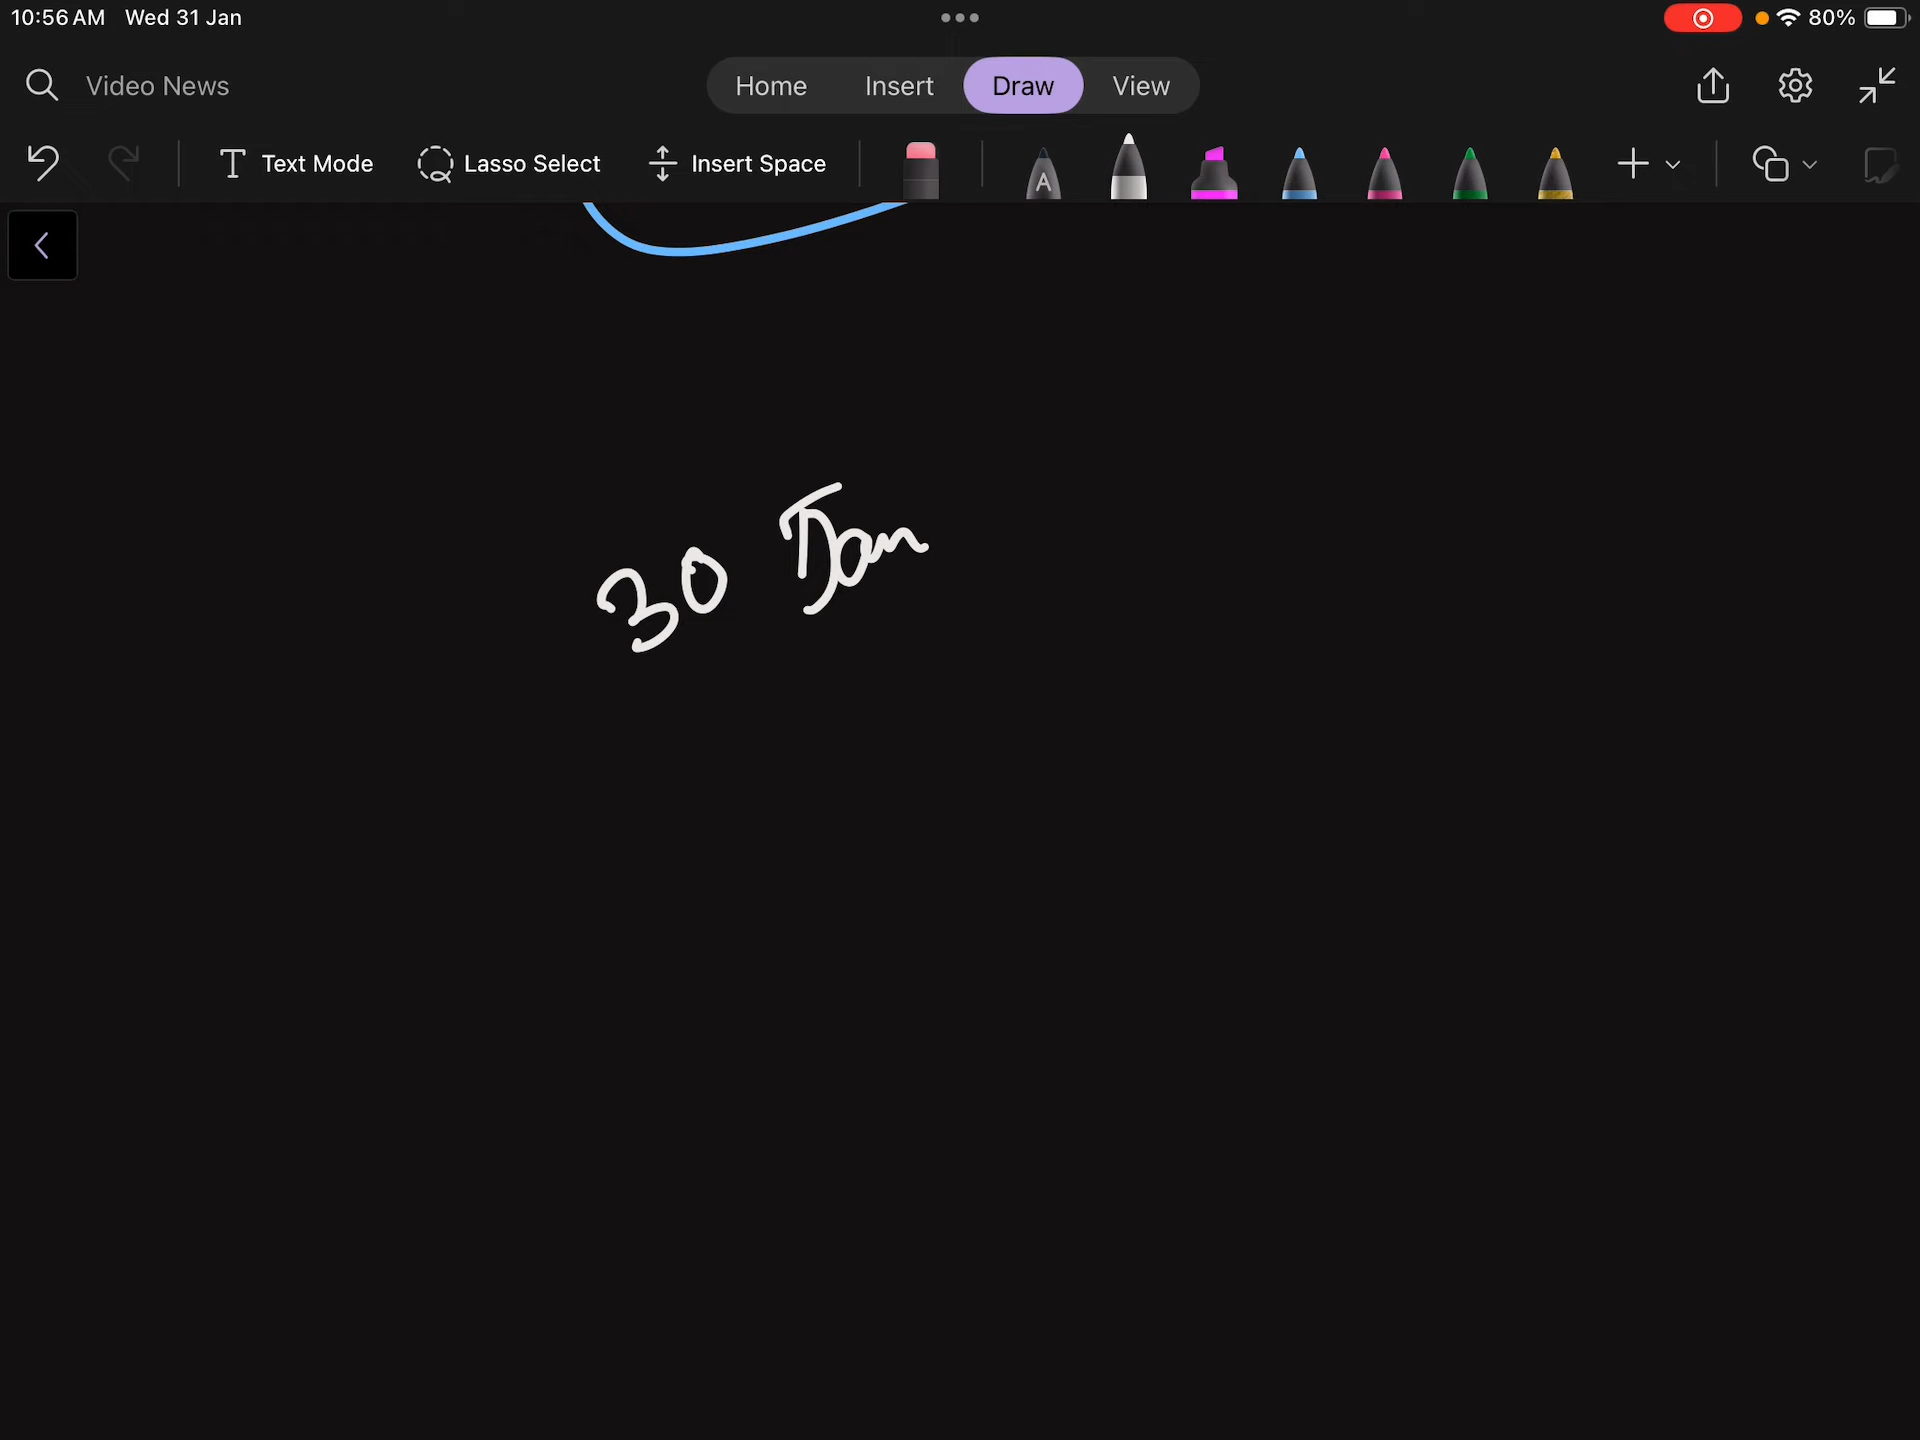 10:56 AM Wed 31 Jan 80%
Video News Home Insert Draw View
Text Mode Lasso Select Insert Space A
30 Jan